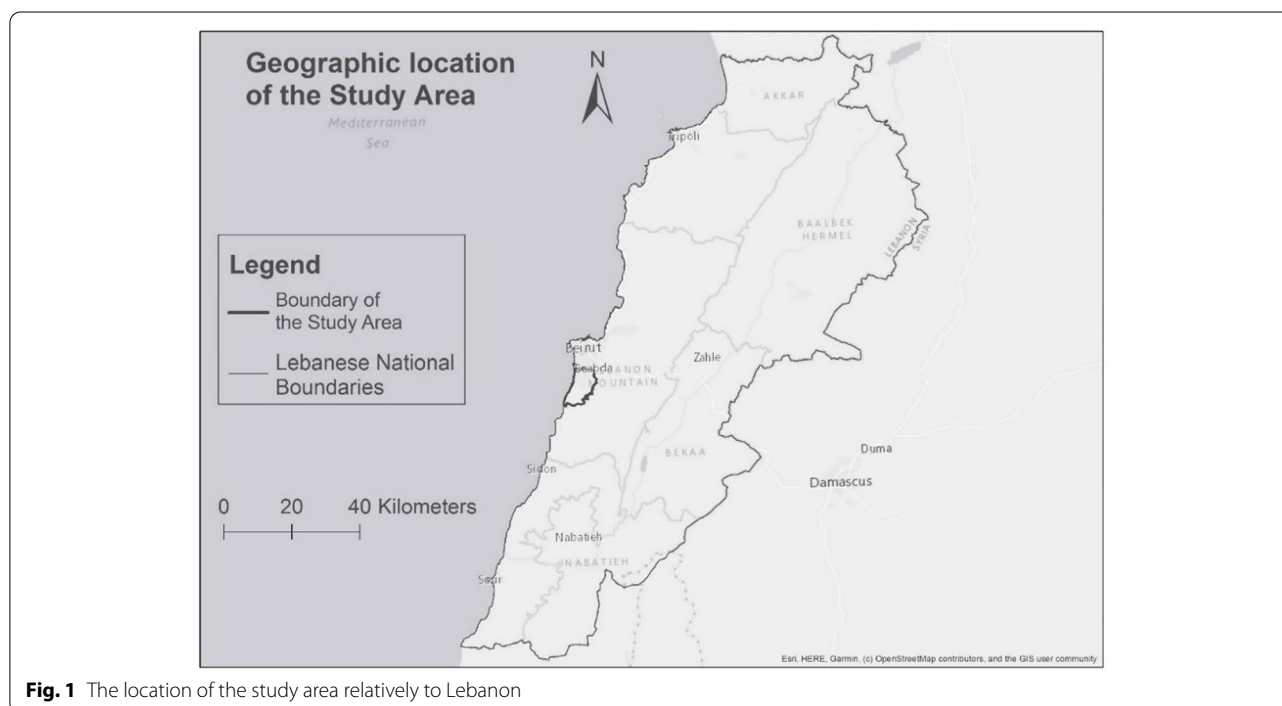 Geographic location
of the Study Area
N
Mediterranean
Sea
AKKAR
Tripoli
BAALBEK
HERMEL
LEBANON
SYRIA
Legend
Boundary of
the Study Area
Lebanese National
Boundaries
Beirut
Baabda
LEBANON
MOUNTAIN
Zahle
BEKAA
Duma
Damascus
Sidon
0 20 40 Kilometers
Nabatieh
NABATIEH
Sour
Esri, HERE, Garmin, (c) OpenStreetMap contributors, and the GIS user community
Fig. 1 The location of the study area relatively to Lebanon